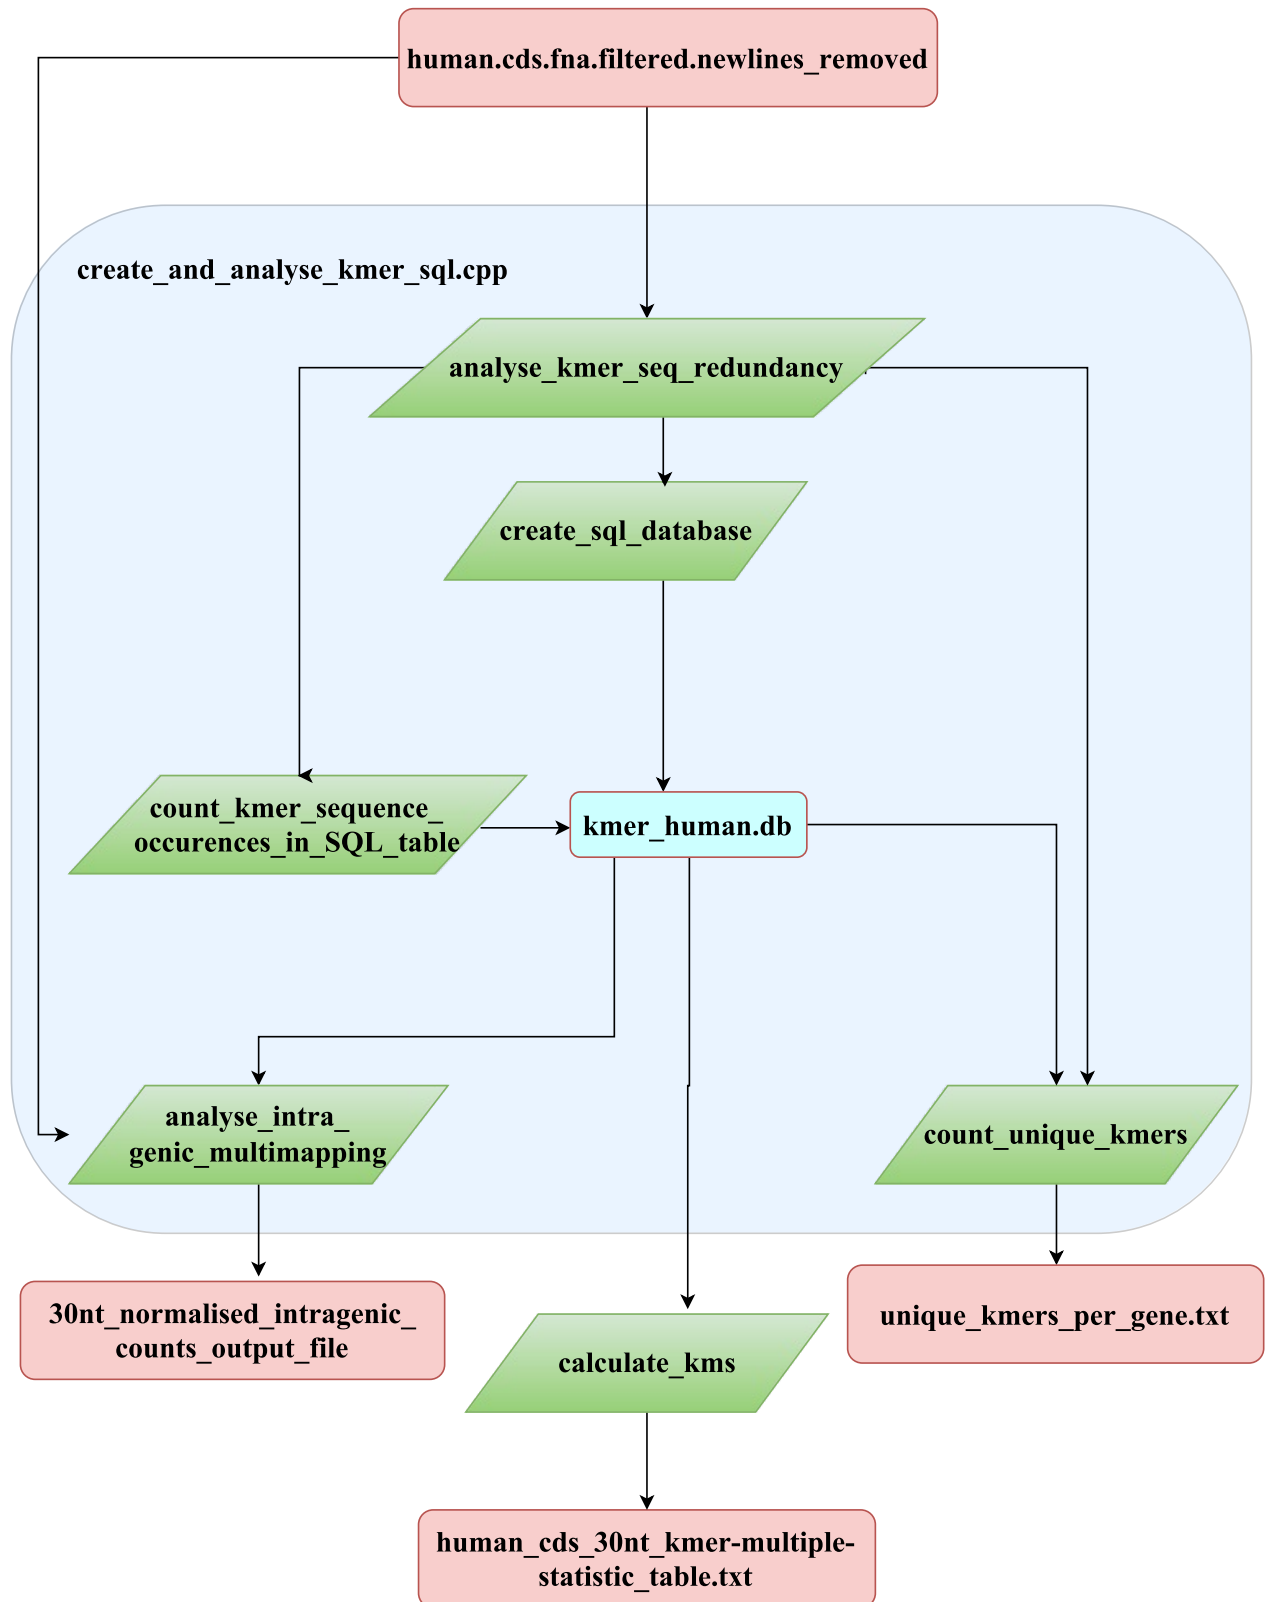 human.cds.fna.filtered.newlines_removed
create_and_analyse_kmer_sql.cpp
analyse_kmer_seq_redundancy
create_sql_database
count_kmer_sequence_
occurences_in_SQL_table
kmer_human.db
analyse_intra_
genic_multimapping
count_unique_kmers
30nt_normalised_intragenic_
counts_output_file
unique_kmers_per_gene.txt
calculate_kms
human_cds_30nt_kmer-multiple-
statistic_table.txt